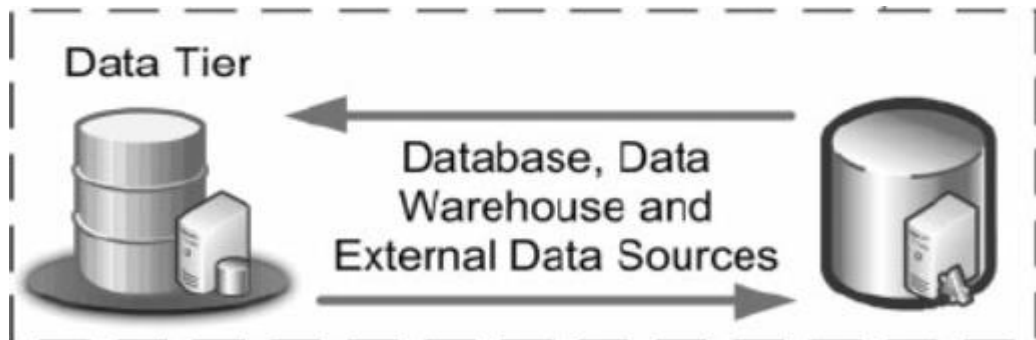 Data Tier
Database, Data
Warehouse and
External Data Sources